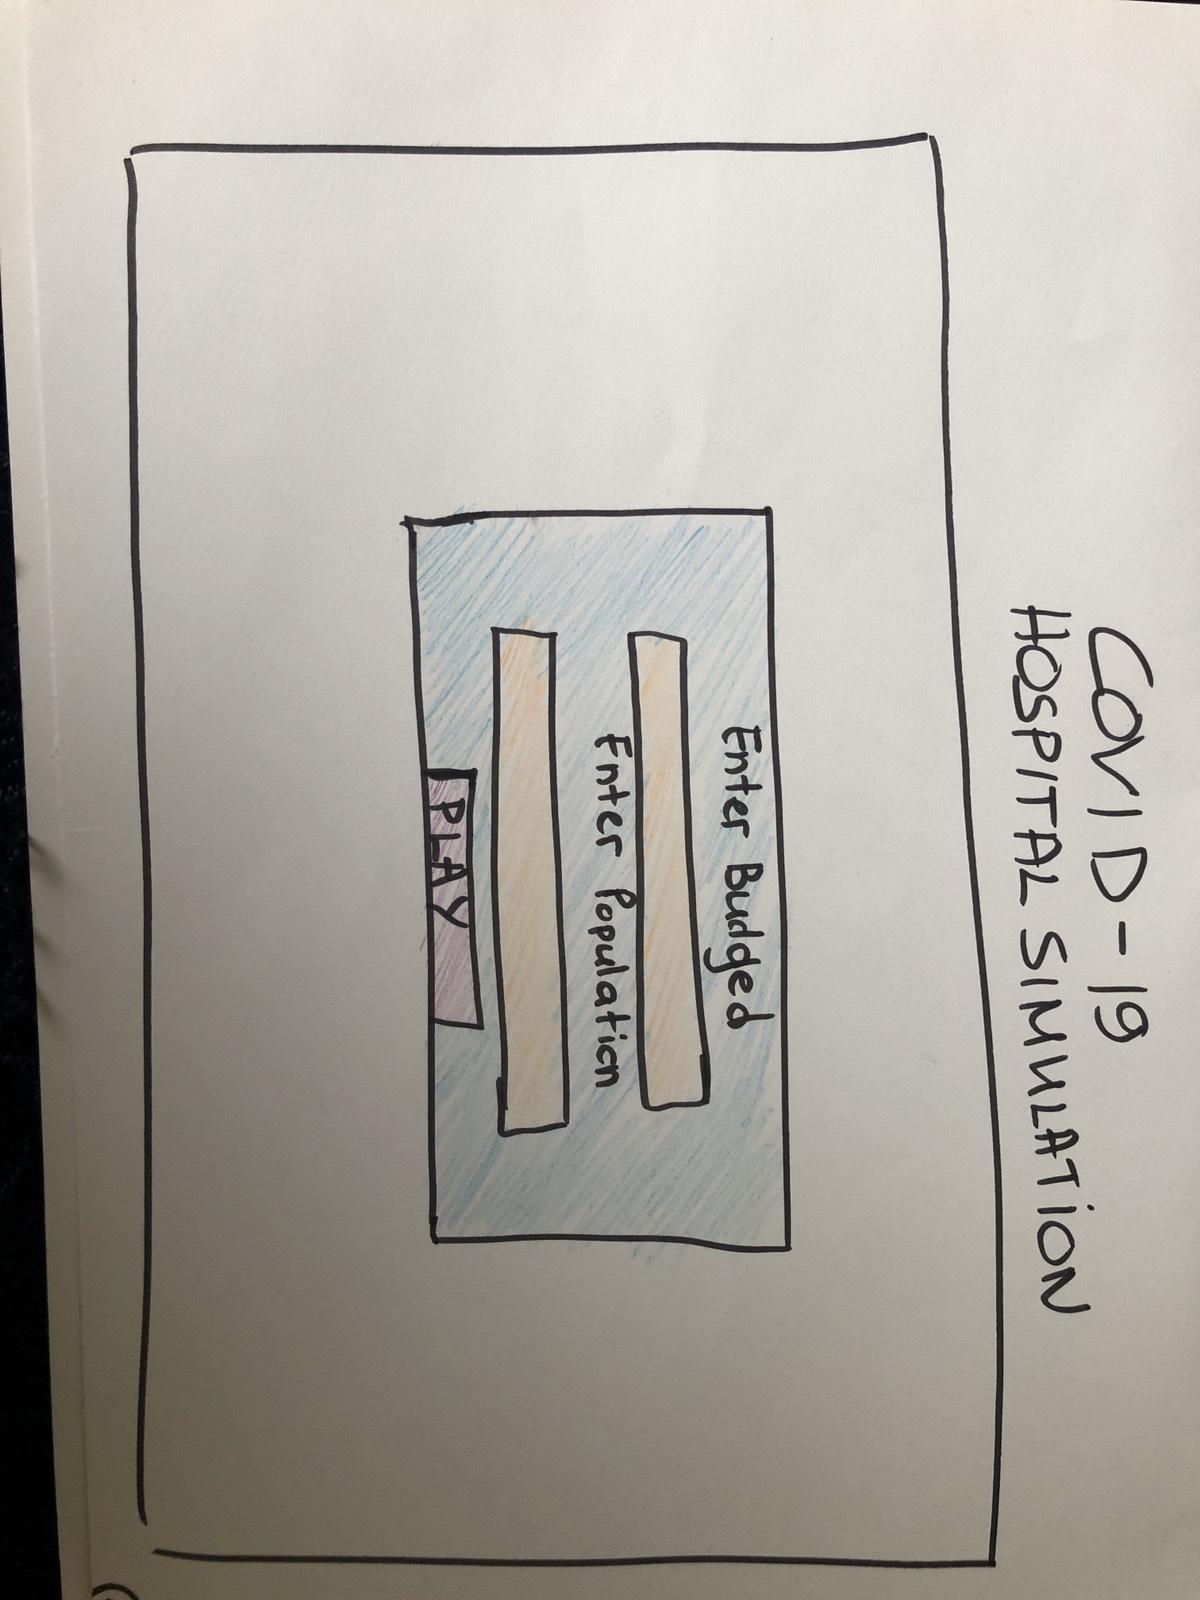 COVID-19
HOSPITAL SIMULATION
Enter Budged
Enter Population
PLAY